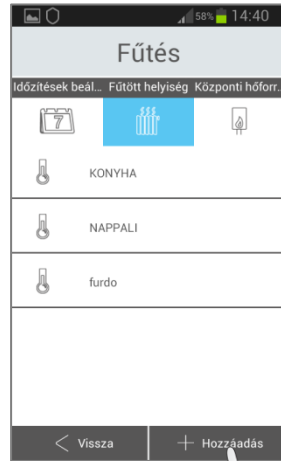 58% 14:40
Fűtés
Időzítések beál... Fűtött helyiség Központi hőforr..
7
KONYHA
NAPPALI
furdo
Vissza Hozzáadás